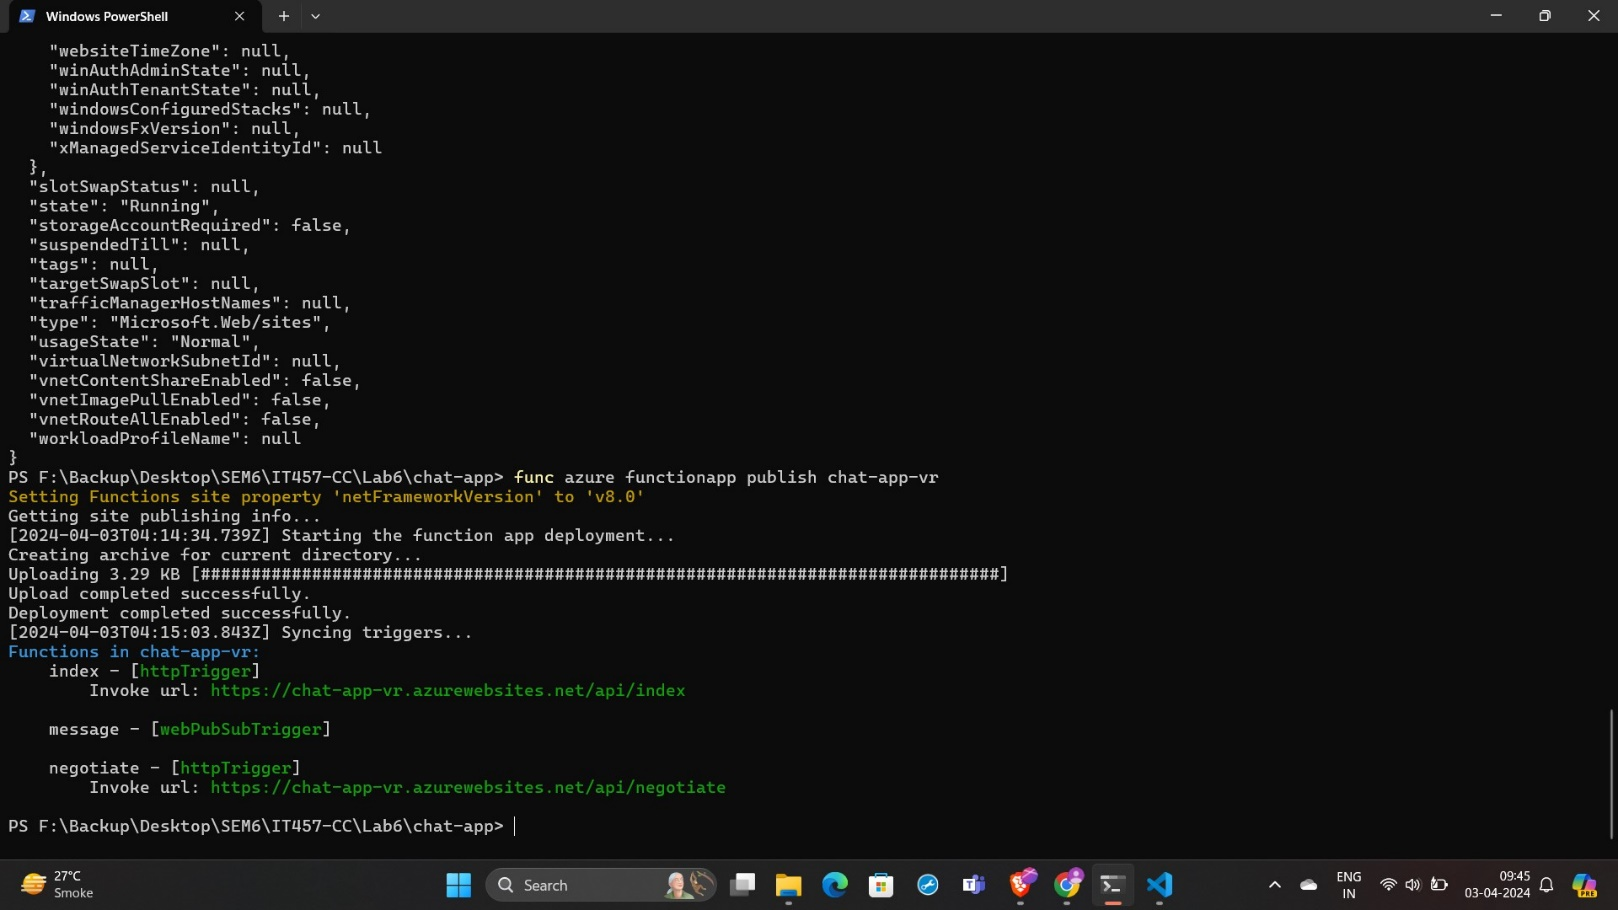 Windows PowerShell
"websiteTimeZone": null,
"winAuthAdminState": null,
"winAuthTenantState": null,
"windowsConfiguredStacks": null,
"windowsFxVersion": null,
"xManagedServiceIdentityId": null
},
"slotSwapStatus": null,
"state": "Running",
"storageAccountRequired": false,
"suspendedTill": null,
"tags": null,
"targetSwapSlot": null,
"trafficManagerHostNames": null,
"type": "Microsoft.Web/sites",
"usageState": "Normal",
"virtualNetworkSubnetId": null,
"vnetContentShareEnabled": false,
"vnetImagePullEnabled": false,
"vnetRouteAllEnabled": false,
"workloadProfileName": null
}
PS F:\Backup\Desktop\SEM6\IT457-CC\Lab6\chat-app> func azure functionapp publish chat-app-vr
Setting Functions site property 'netFrameworkVersion' to 'v8.0'
Getting site publishing info...
[2024-04-03T04:14:34.739Z] Starting the function app deployment...
Creating archive for current directory...
Uploading 3.29 KB [###############################################################################]
Upload completed successfully.
Deployment completed successfully.
[2024-04-03T04:15:03.843Z] Syncing triggers...
Functions in chat-app-vr:
index - [httpTrigger]
Invoke url: https://chat-app-vr.azurewebsites.net/api/index
message - [webPubSubTrigger]
negotiate - [httpTrigger]
Invoke url: https://chat-app-vr.azurewebsites.net/api/negotiate
PS F:\Backup\Desktop\SEM6\IT457-CC\Lab6\chat-app>
27°C
Smoke
Search
ENG
IN
09:45
03-04-2024
PRE